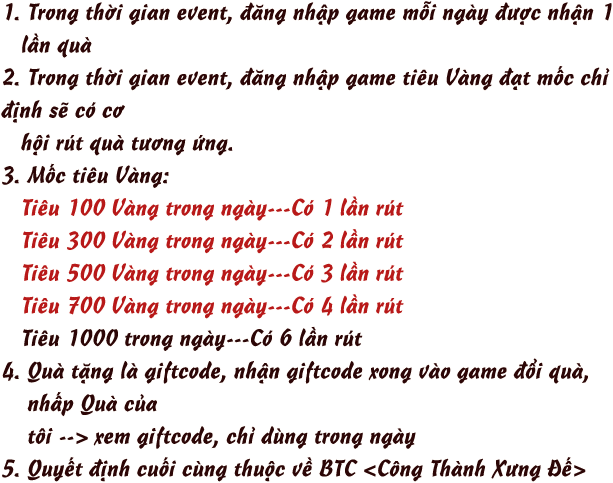 1. Trong thời gian event, đăng nhập game mỗi ngày được nhận 1
lần quà
2. Trong thời gian event, đăng nhập game tiêu Vàng đạt mốc chỉ
định sẽ có cơ
hội rút quà tương ứng.
3. Mốc tiêu Vàng:
Tiêu 100 Vàng trong ngày---Có 1 lần rút
Tiêu 300 Vàng trong ngày---Có 2 lần rút
Tiêu 500 Vàng trong ngày---Có 3 lần rút
Tiêu 700 Vàng trong ngày---Có 4 lần rút
Tiêu 1000 trong ngày---Có 6 lần rút
4. Quà tặng là giftcode, nhận giftcode xong vào game đổi quà,
nhấp Quà của
tôi --> xem giftcode, chỉ dùng trong ngày
5. Quyết định cuối cùng thuộc về BTC <Công Thành Xưng Đế>